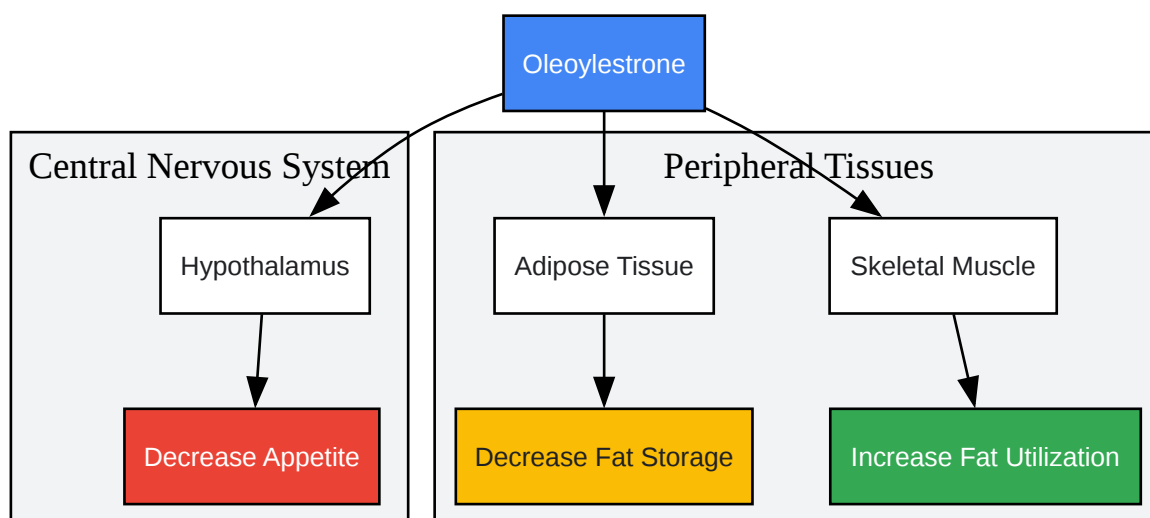 Oleoylestrone
Central Nervous System
Peripheral Tissues
Hypothalamus
Adipose Tissue
Skeletal Muscle
Decrease Appetite
Decrease Fat Storage
Increase Fat Utilization